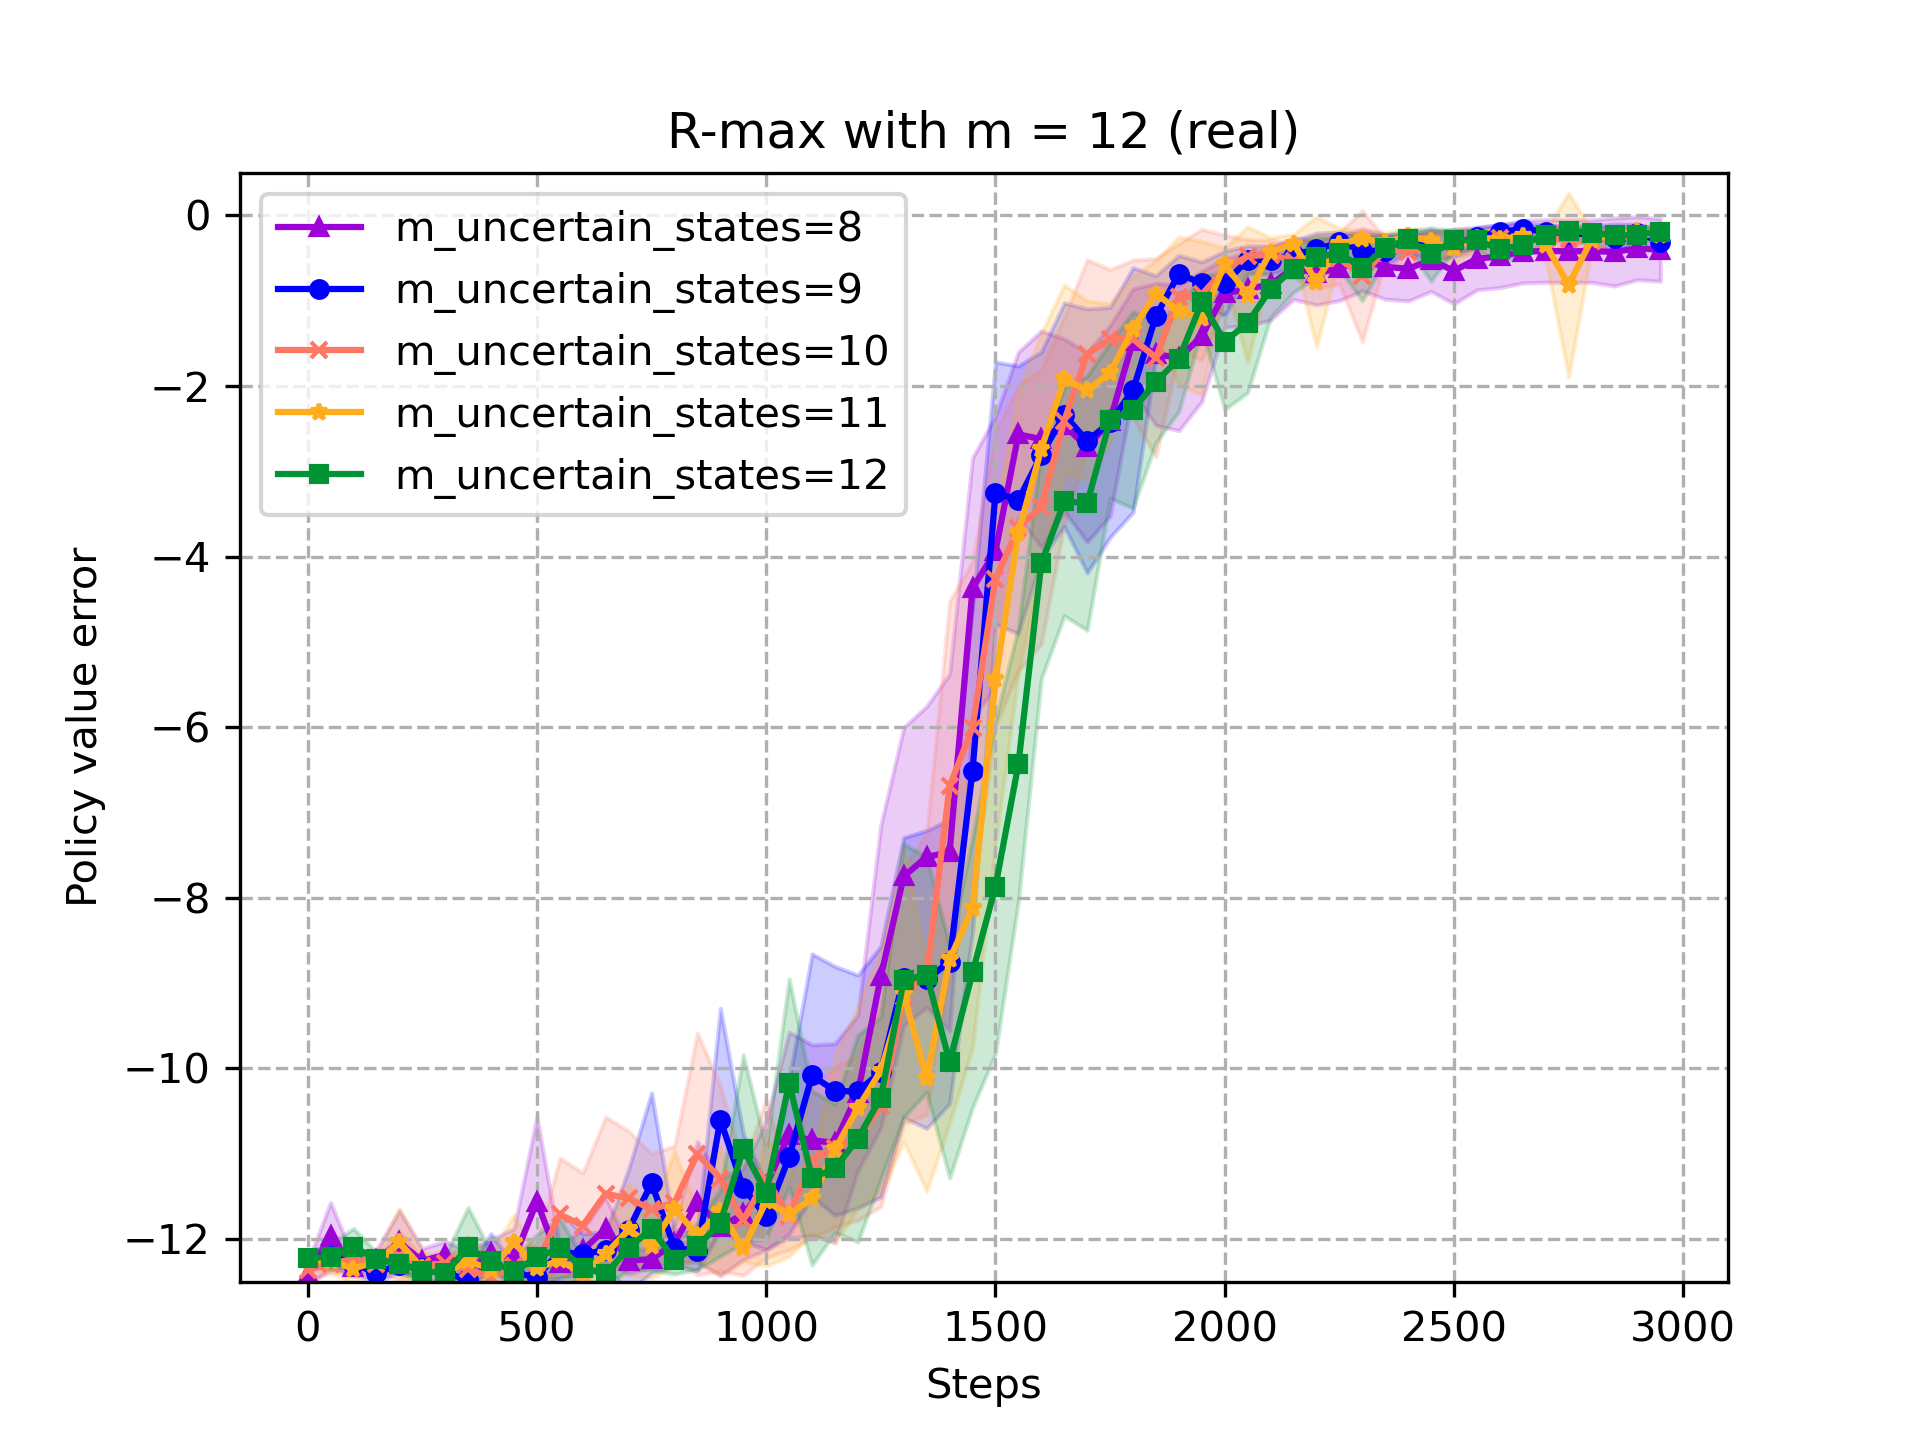 R-max with m = 12 (real)
m_uncertain_states=8
m_uncertain_states=9
m_uncertain_states=10
m_uncertain_states=11
m_uncertain_states=12
Policy value error
0
−2
−4
−6
−8
−10
−12
0 500 1000 1500 2000 2500 3000
Steps